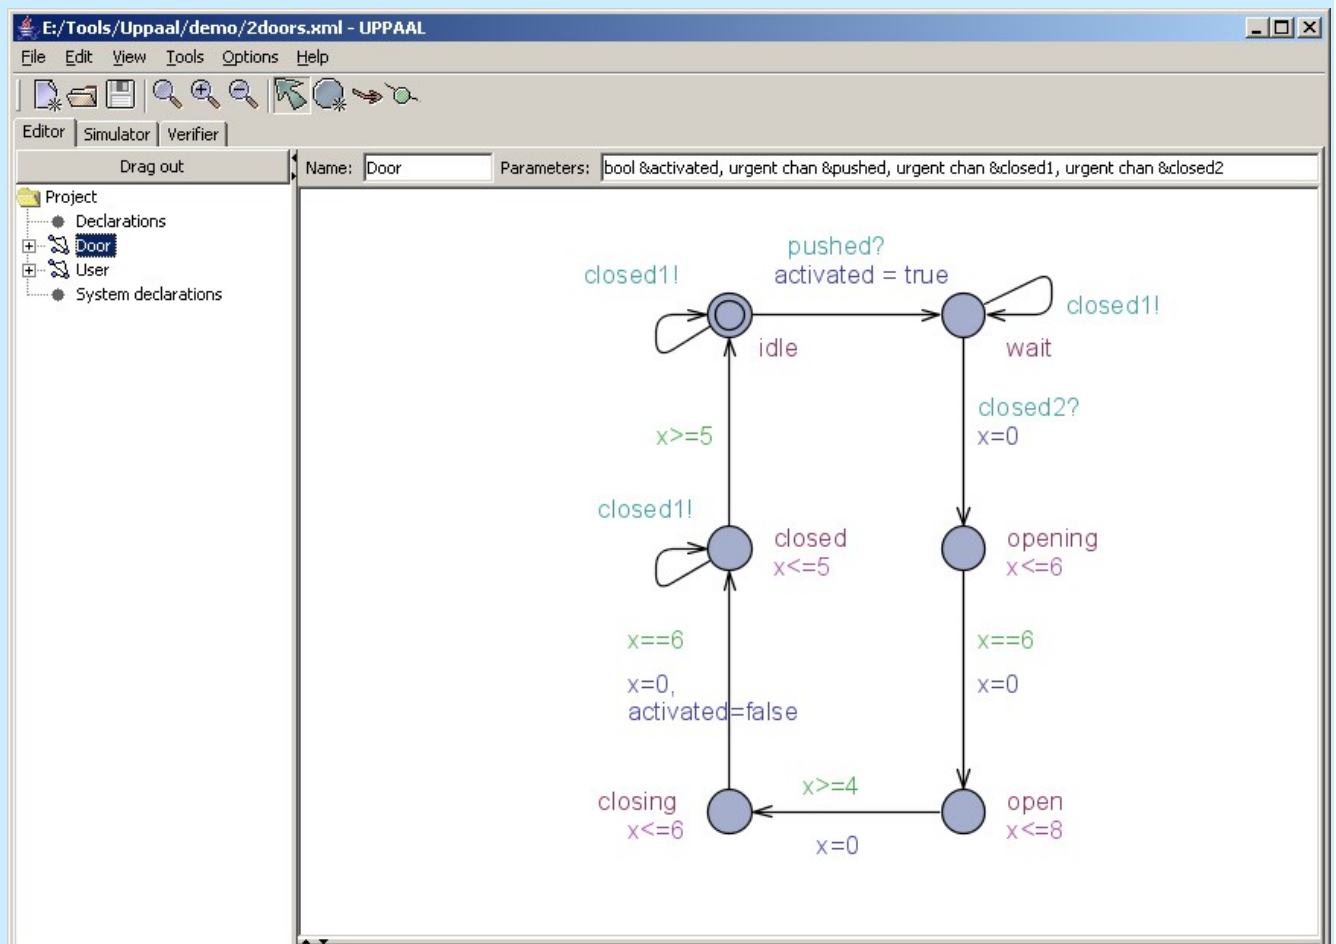 E:/Tools/Uppaal/demo/2doors.xml - UPPAAL
File Edit View Tools Options Help
Editor Simulator Verifier
Drag out
Name: Door Parameters: bool &activated, urgent chan &pushed, urgent chan &closed1, urgent chan &closed2
Project
Declarations
Door
User
System declarations
pushed?
closed1! activated = true
closed1!
idle
wait
closed2?
x>=5 x=0
closed1!
closed opening
x<=5 x<=6
x==6 x==6
x=0, x=0
activated=false
x>=4
closing open
x<=6 x<=8
x=0